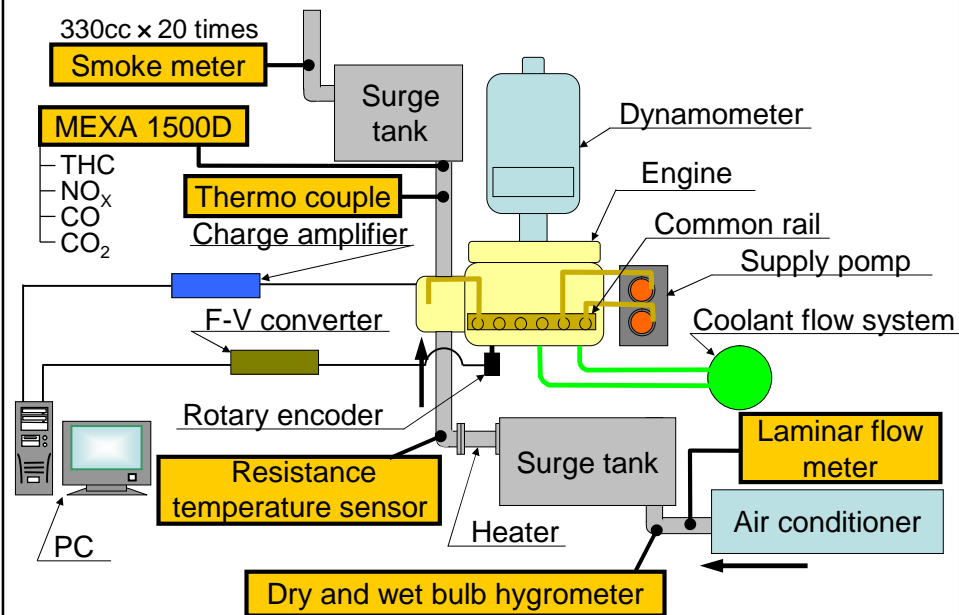 330cc × 20 times
Smoke meter
Surge
tank
MEXA 1500D
THC
NOX
CO
CO2
Thermo couple
Charge amplifier
Dynamometer
Engine
Common rail
Supply pomp
F-V converter
Coolant flow system
Rotary encoder
Resistance
temperature sensor
Surge tank
Laminar flow
meter
Heater
Air conditioner
PC
Dry and wet bulb hygrometer